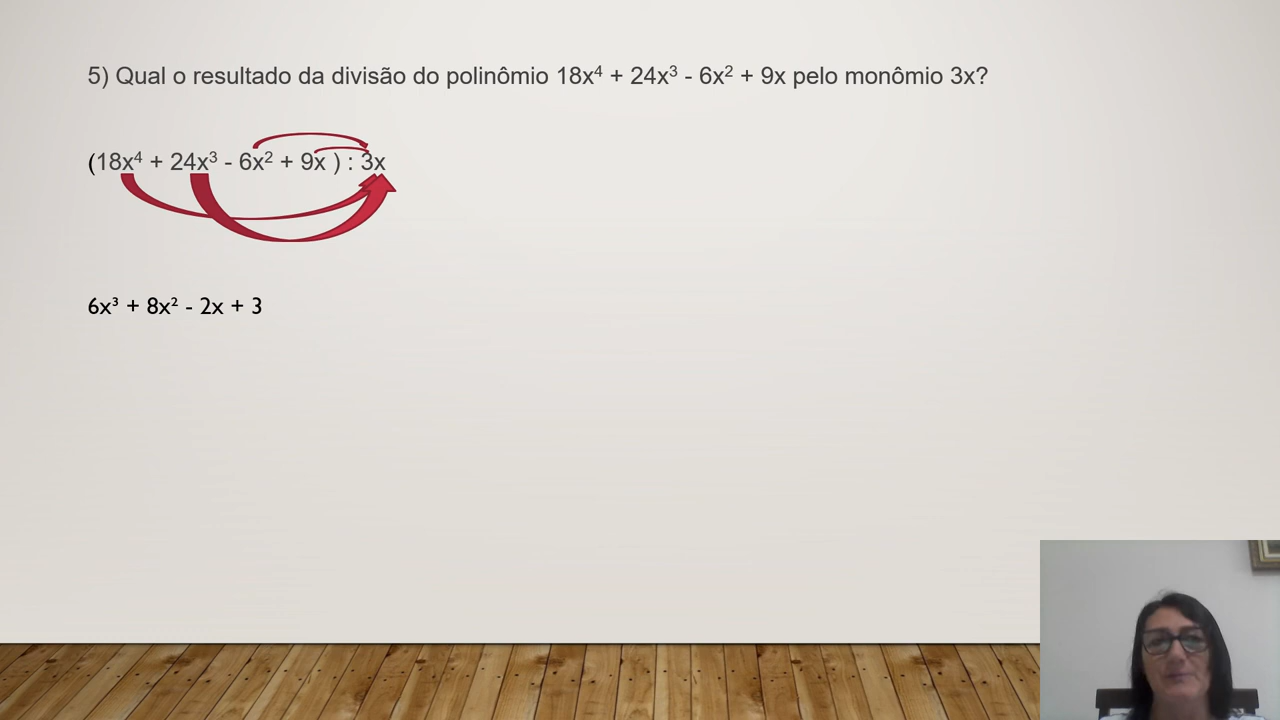 5) Qual o resultado da divisão do polinômio 18x⁴ + 24x³ - 6x² + 9x pelo monômio 3x?
(18x⁴ + 24x³ - 6x² + 9x ) : 3x
6x³ + 8x² - 2x + 3